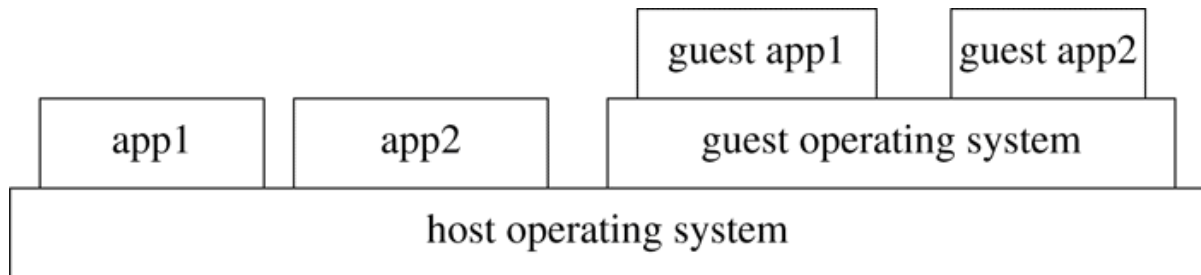 guest app1
guest app2
app1
app2
guest operating system
host operating system